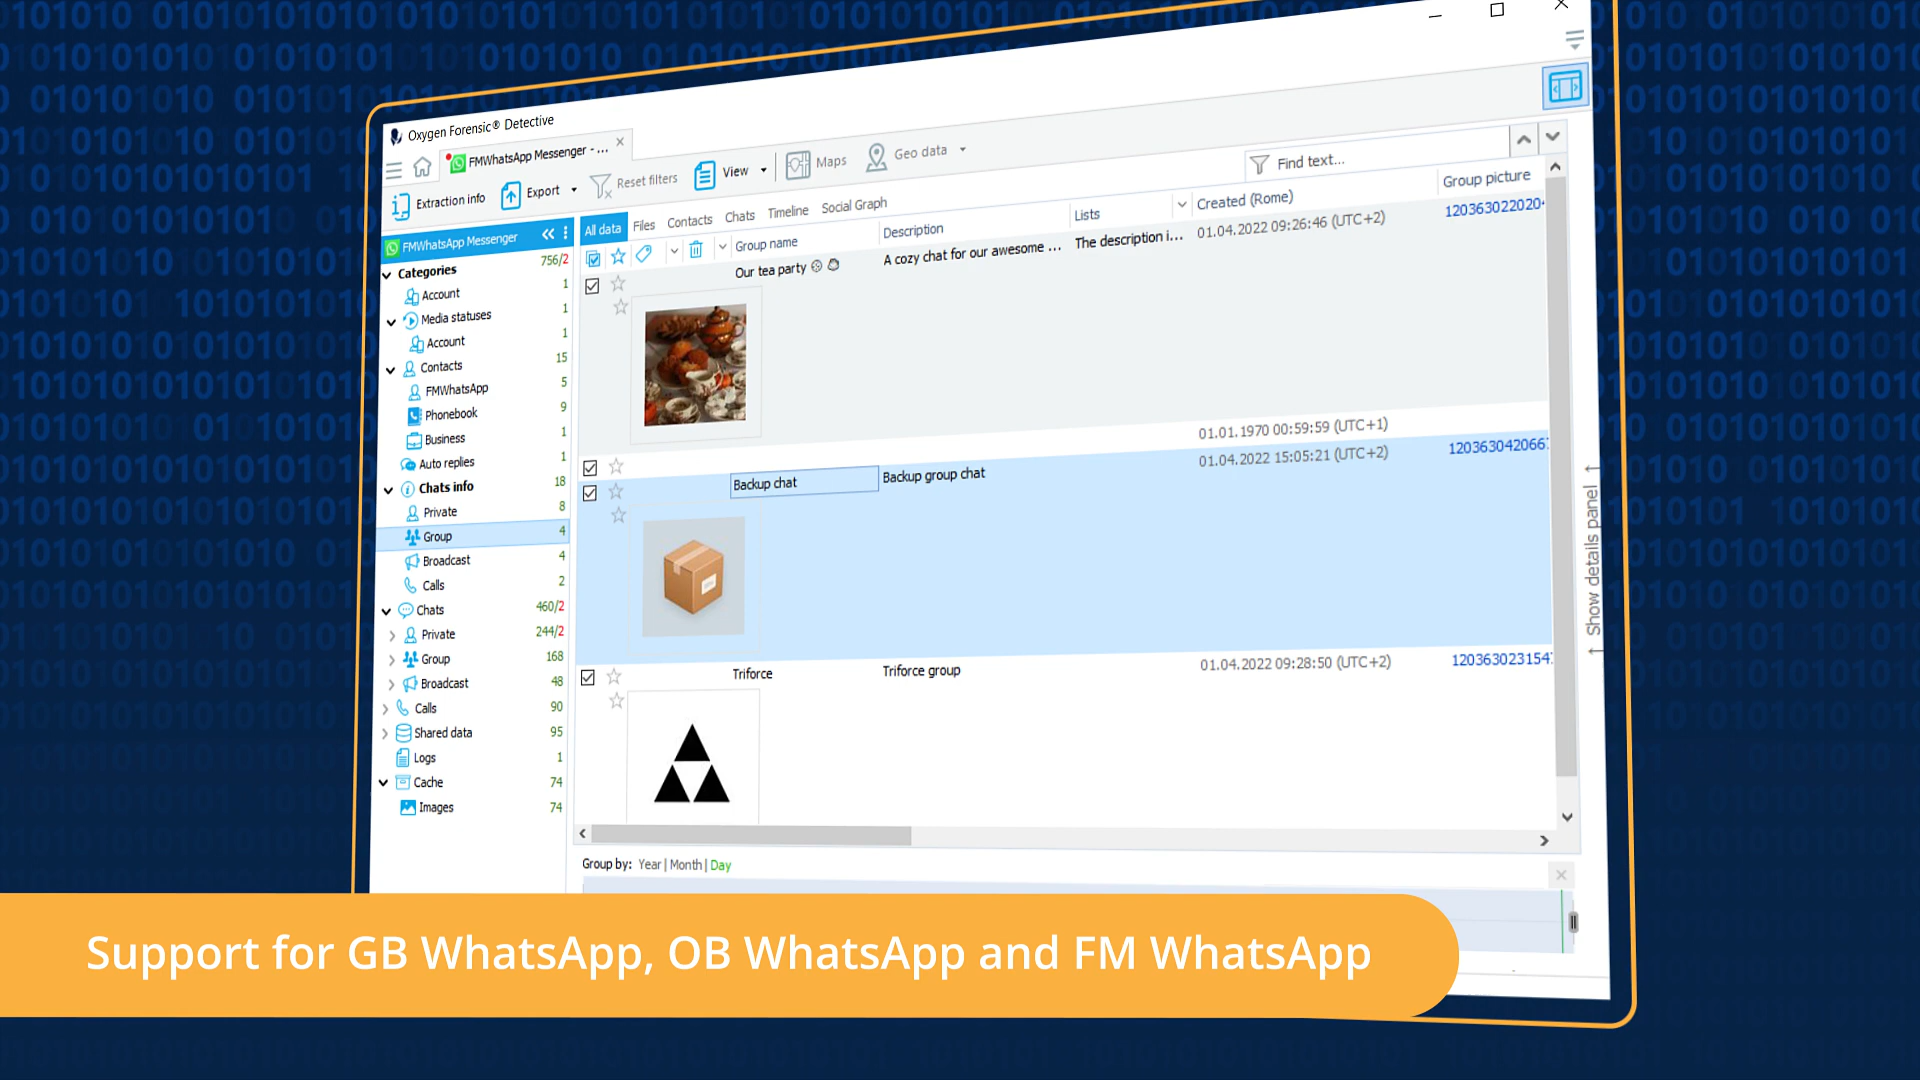 Oxygen Forensic® Detective
FMWhatsApp Messenger - ...
Extraction info
Export
Reset filters
View
Maps
Geo data
Find text...
FMWhatsApp Messenger
Categories 756/2
Account 1
Media statuses 1
Account 1
Contacts 15
FMWhatsApp 5
Phonebook 9
Business 1
Auto replies 1
Chats info 18
Private 8
Group 4
Broadcast 4
Calls 2
Chats 460/2
Private 244/2
Group 168
Broadcast 48
Calls 90
Shared data 95
Logs 1
Cache 74
Images 74
All data Files Contacts Chats Timeline Social Graph
Group name Description Lists Created (Rome) Group picture
Our tea party A cozy chat for our awesome ... The description i... 01.04.2022 09:26:46 (UTC+2)
01.01.1970 00:59:59 (UTC+1)
Backup chat Backup group chat 01.04.2022 15:05:21 (UTC+2)
Triforce Triforce group 01.04.2022 09:28:50 (UTC+2)
Show details panel
Group by: Year | Month | Day
Support for GB WhatsApp, OB WhatsApp and FM WhatsApp